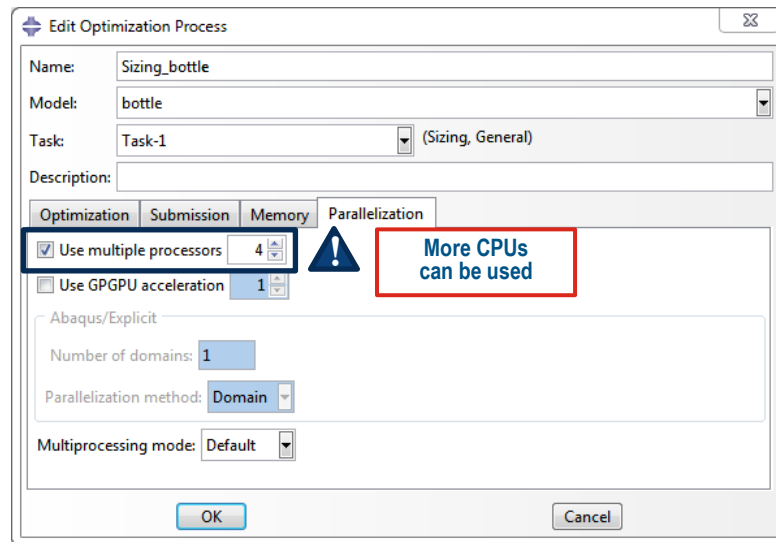 Edit Optimization Process
Name: Sizing_bottle
Model: bottle
Task: Task-1 (Sizing, General)
Description:
Optimization Submission Memory Parallelization
Use multiple processors 4
More CPUs
can be used
Use GPGPU acceleration 1
Abaqus/Explicit
Number of domains: 1
Parallelization method: Domain
Multiprocessing mode: Default
OK Cancel